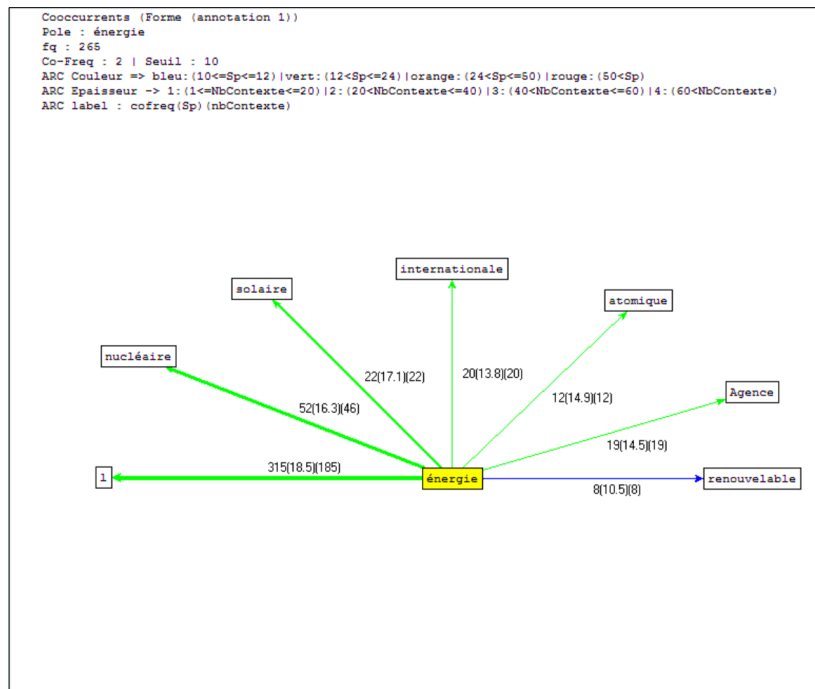 Cooccurrents (Forme (annotation 1))
Pole : énergie
fq : 265
Co-Freq : 2 | Seuil : 10
ARC Couleur => bleu:(10<=Sp<=12)|vert:(12<Sp<=24)|orange:(24<Sp<=50)|rouge:(50<Sp)
ARC Epaisseur -> 1:(1<=NbContexte<=20)|2:(20<NbContexte<=40)|3:(40<NbContexte<=60)|4:(60<NbContexte)
ARC label : cofreq(Sp)(nbContexte)
internationale
solaire
atomique
nucléaire
22(17.1)(22)
20(13.8)(20)
12(14.9)(12)
Agence
52(16.3)(46)
19(14.5)(19)
315(18.5)(185)
l
énergie
8(10.5)(8)
renouvelable